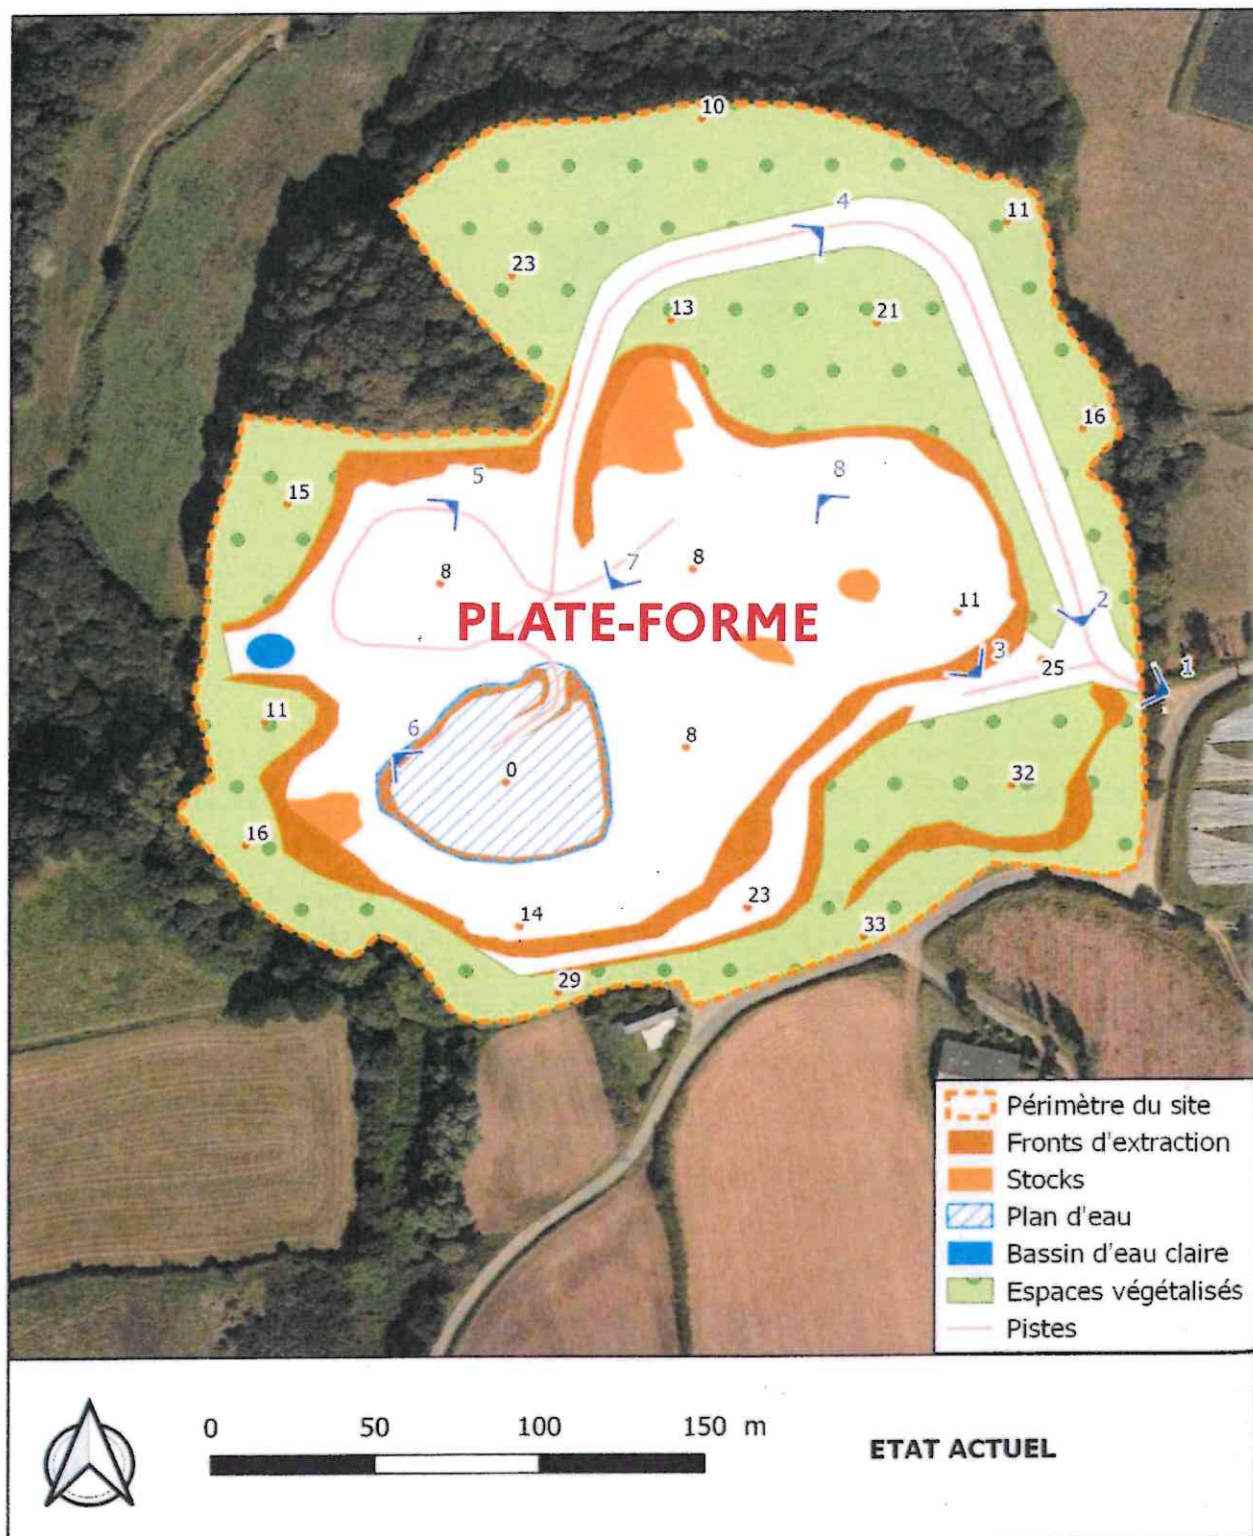 10
4
11
23
13
21
16
5
8
15
7
8
8
11
2
PLATE-FORME
3
25
1
11
6
8
0
32
16
23
14
33
29
Périmètre du site
Fronts d'extraction
Stocks
Plan d'eau
Bassin d'eau claire
Espaces végétalisés
Pistes
0 50 100 150 m
ETAT ACTUEL